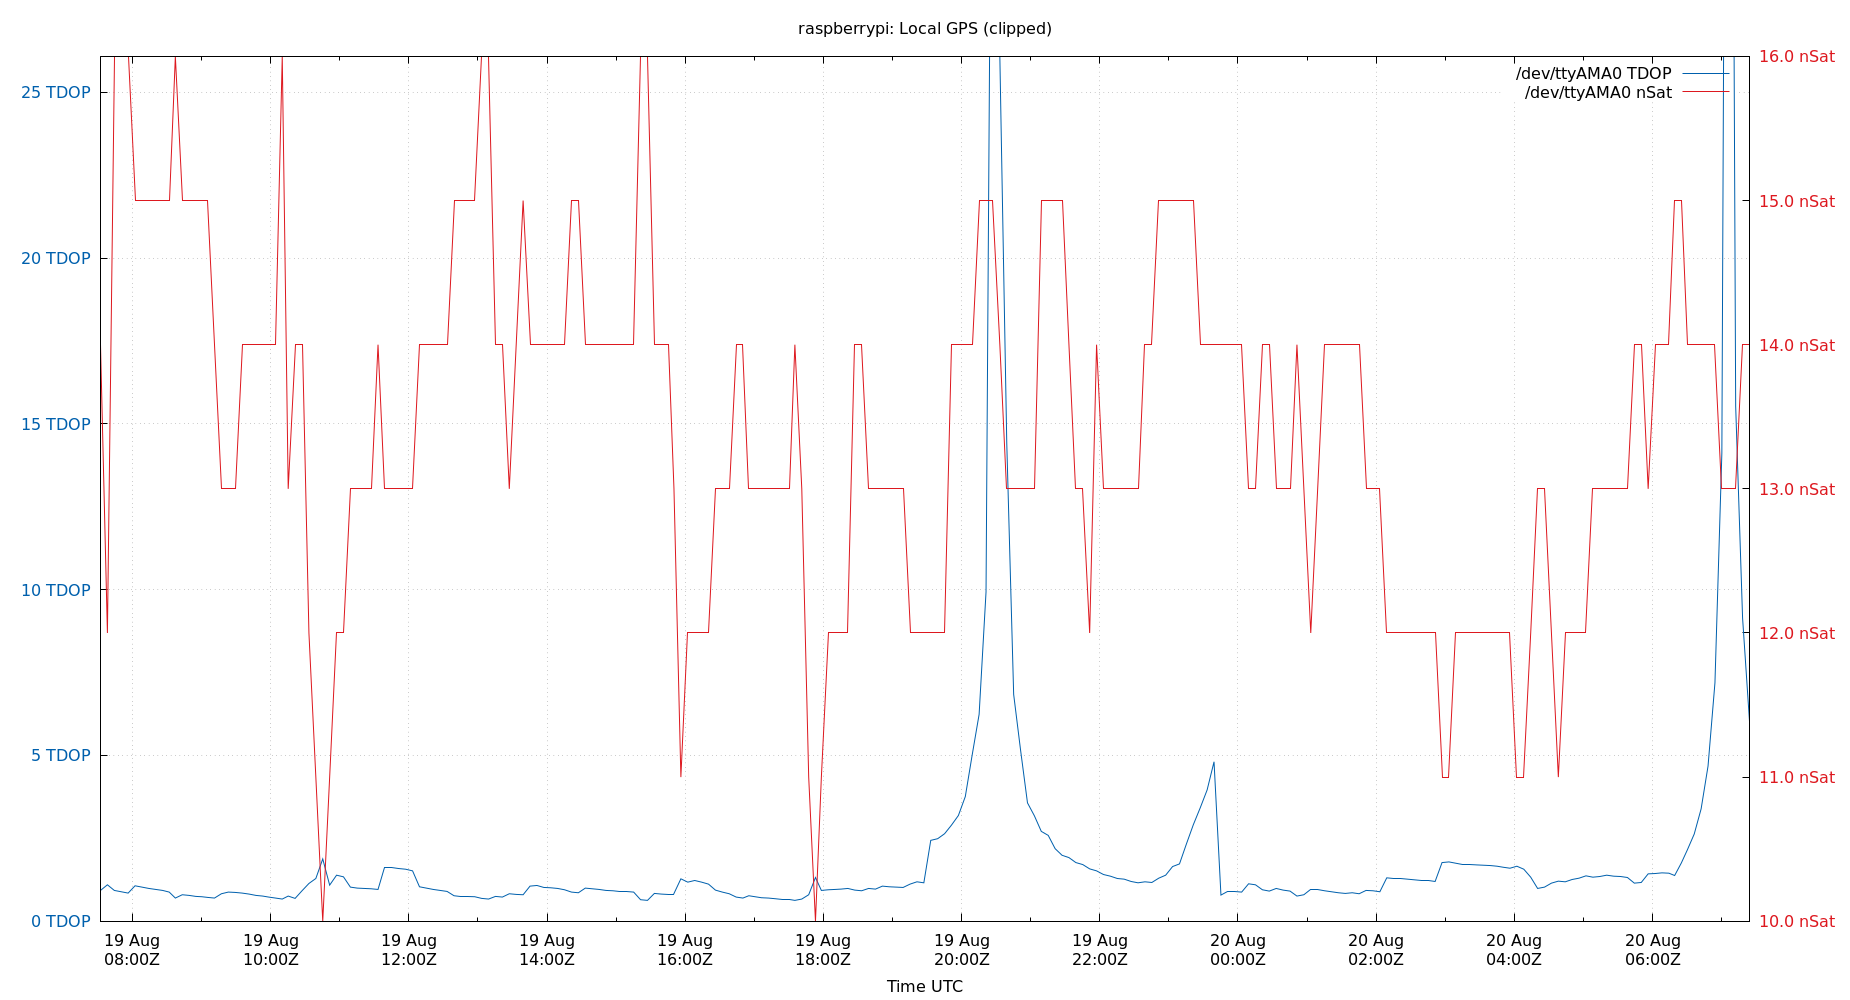 raspberrypi: Local GPS (clipped)
/dev/ttyAMA0 TDOP
/dev/ttyAMA0 nSat
25 TDOP
20 TDOP
15 TDOP
10 TDOP
5 TDOP
0 TDOP
16.0 nSat
15.0 nSat
14.0 nSat
13.0 nSat
12.0 nSat
11.0 nSat
10.0 nSat
19 Aug
08:00Z
19 Aug
10:00Z
19 Aug
12:00Z
19 Aug
14:00Z
19 Aug
16:00Z
19 Aug
18:00Z
19 Aug
20:00Z
19 Aug
22:00Z
20 Aug
00:00Z
20 Aug
02:00Z
20 Aug
04:00Z
20 Aug
06:00Z
Time UTC